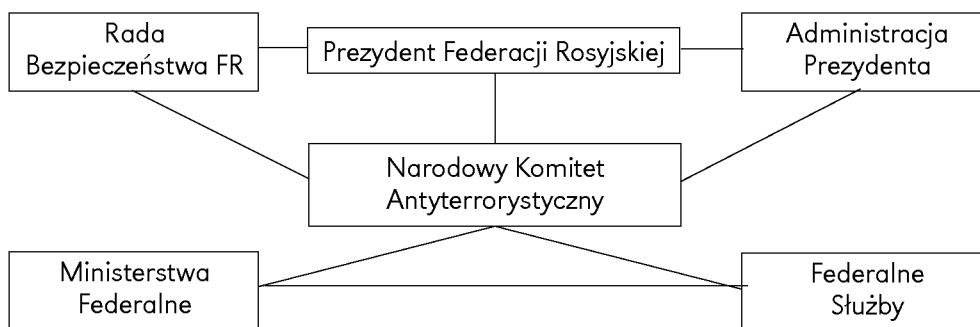 Rada
Bezpieczeństwa FR
Prezydent Federacji Rosyjskiej
Administracja
Prezydenta
Narodowy Komitet
Antyterrorystyczny
Ministerstwa
Federalne
Federalne
Służby